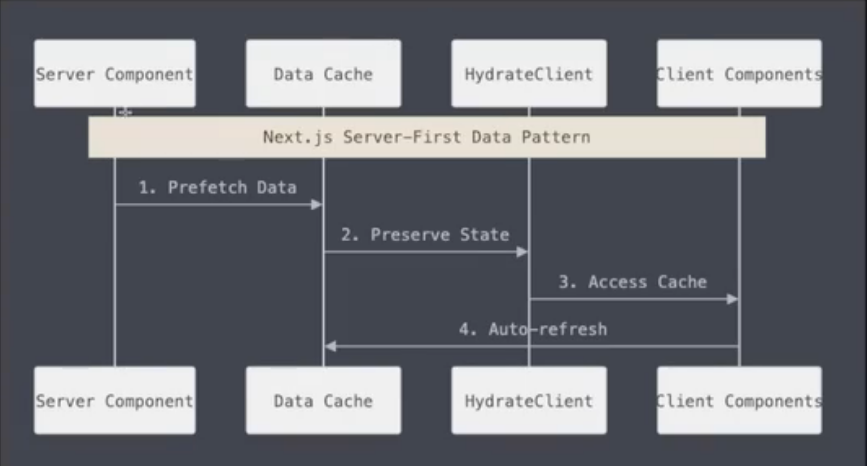 Server Component
Data Cache
HydrateClient
Client Components
Next.js Server-First Data Pattern
1. Prefetch Data
2. Preserve State
3. Access Cache
4. Auto-refresh
Server Component
Data Cache
HydrateClient
Client Components